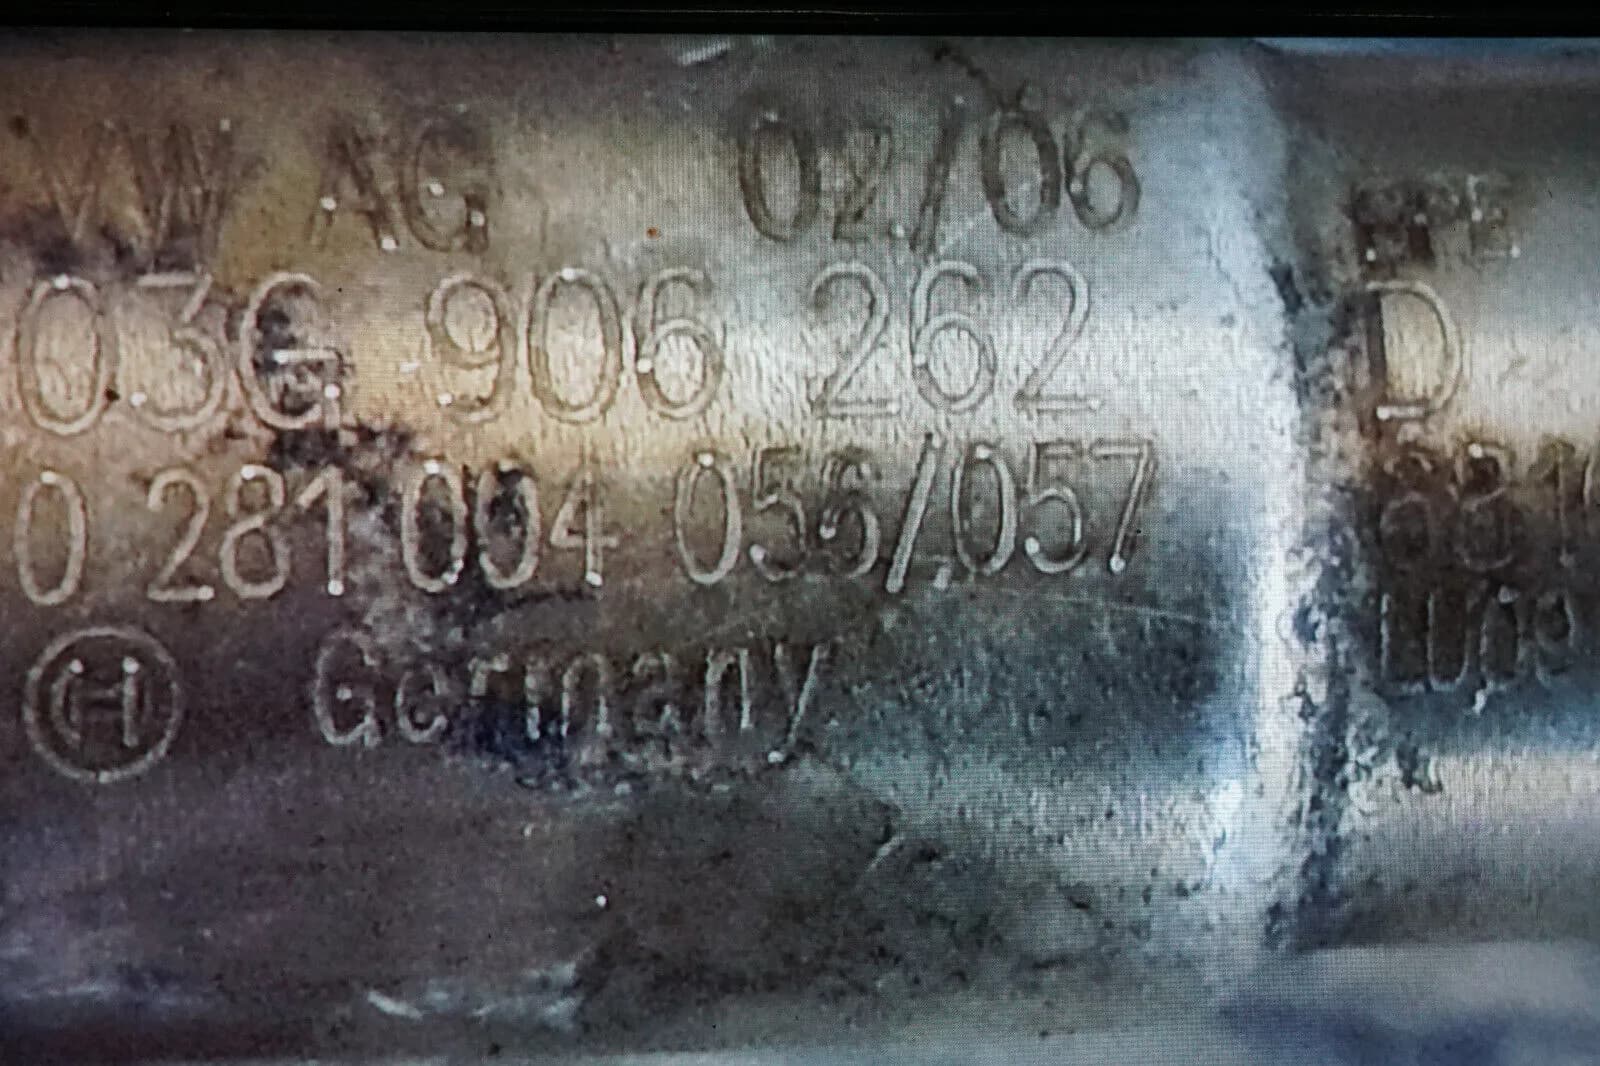 VW AG 02/06
03G 906 262 D
0 281 004 056/057
H Germany